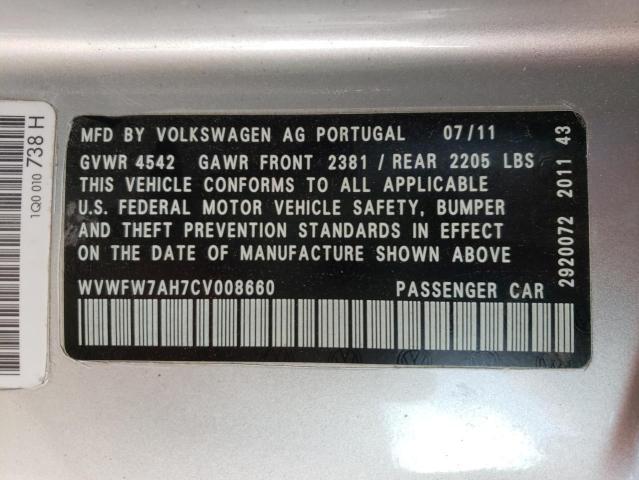 MFD BY VOLKSWAGEN AG PORTUGAL 07/11
GVWR 4542 GAWR FRONT 2381 / REAR 2205 LBS
THIS VEHICLE CONFORMS TO ALL APPLICABLE
U.S. FEDERAL MOTOR VEHICLE SAFETY, BUMPER
AND THEFT PREVENTION STANDARDS IN EFFECT
ON THE DATE OF MANUFACTURE SHOWN ABOVE
WVWFW7AH7CV008660 PASSENGER CAR
2920072 2011 43
1Q0 010 738 H